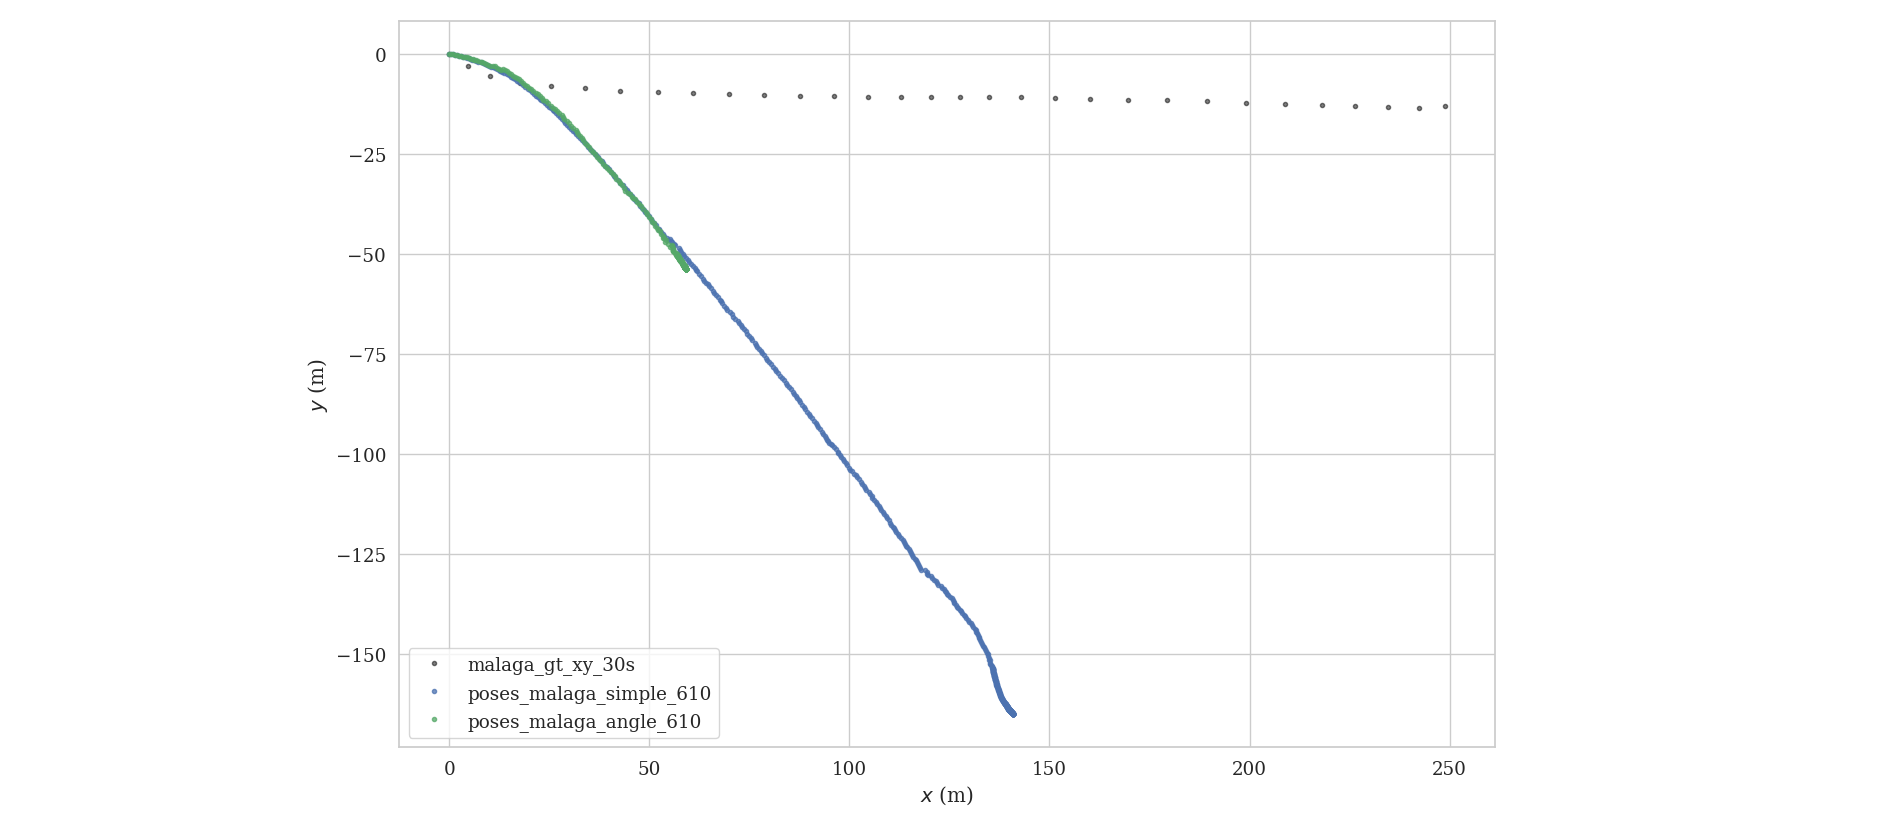 0
−25
−50
−75
−100
−125
−150
y (m)
malaga_gt_xy_30s
poses_malaga_simple_610
poses_malaga_angle_610
0 50 100 150 200 250
x (m)